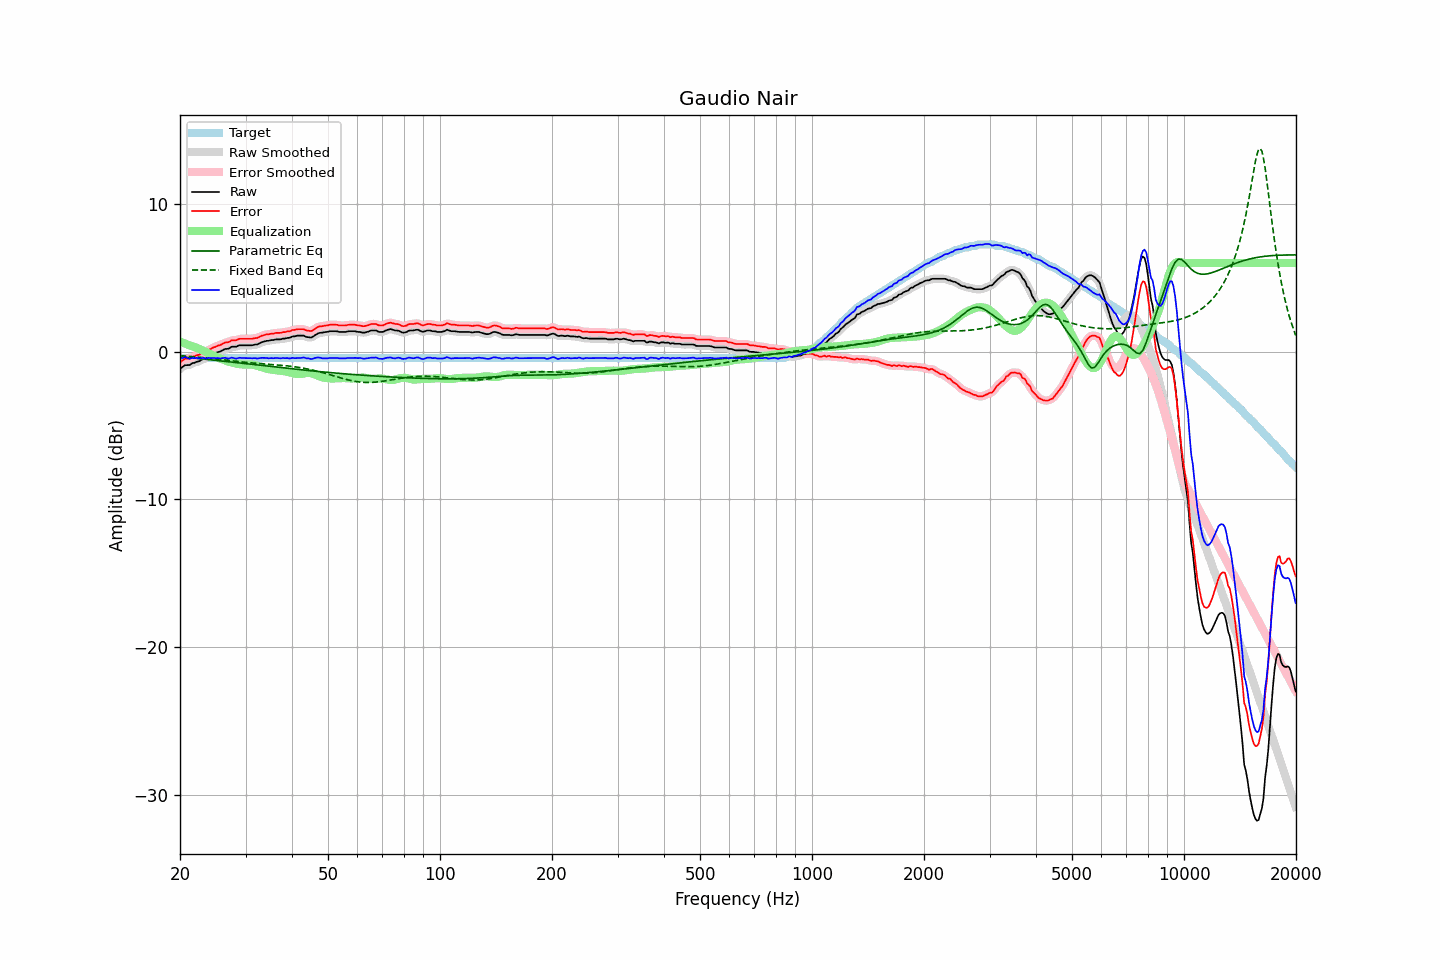 Gaudio Nair
Target
Raw Smoothed
Error Smoothed
Raw
Error
Equalization
Parametric Eq
Fixed Band Eq
Equalized
10
0
−10
−20
−30
Amplitude (dBr)
20 50 100 200 500 1000 2000 5000 10000 20000
Frequency (Hz)